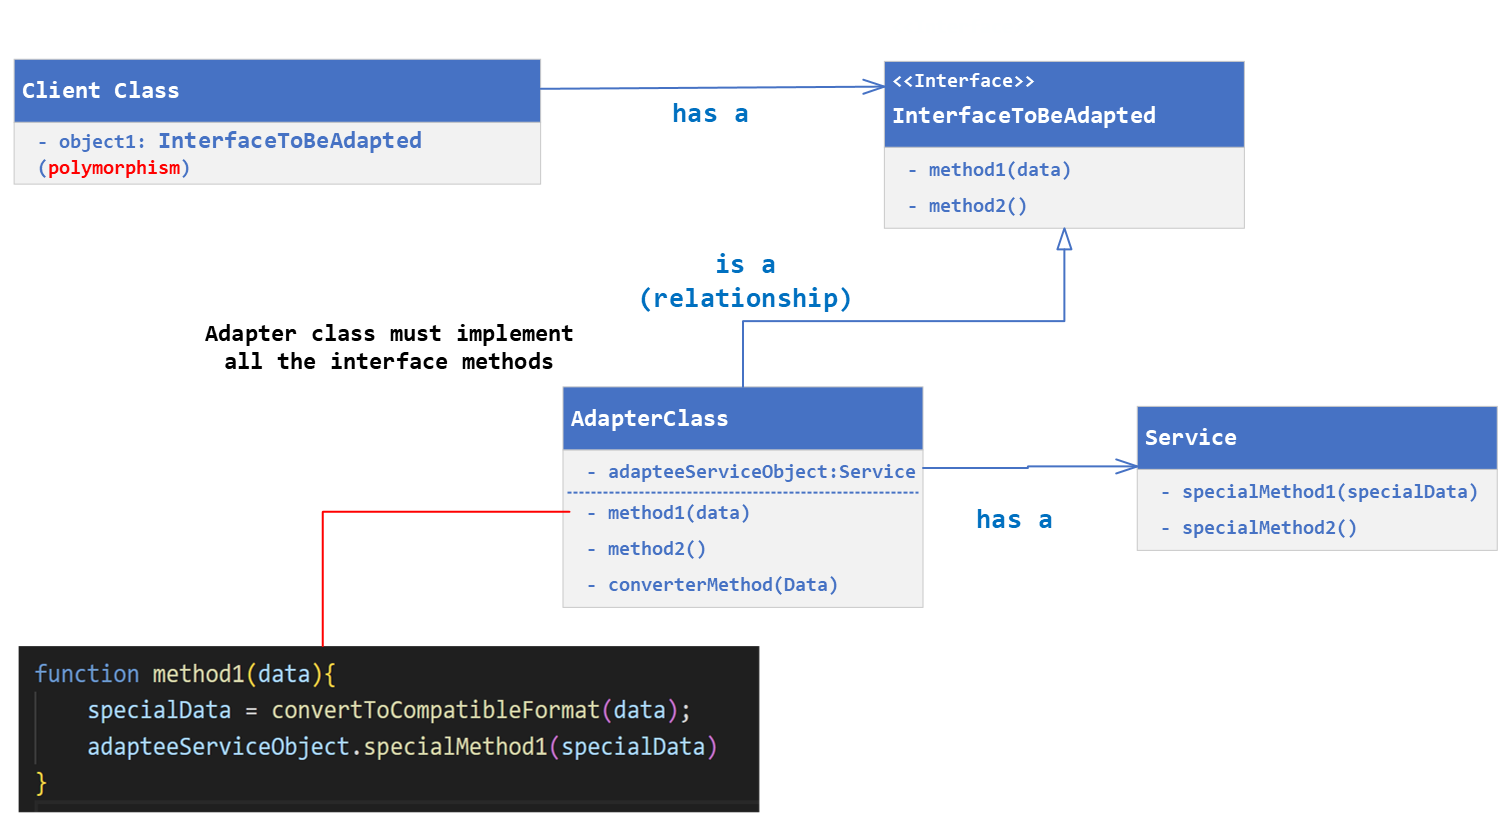 Client Class
- object1: InterfaceToBeAdapted
(polymorphism)
has a
<<Interface>>
InterfaceToBeAdapted
- method1(data)
- method2()
is a
(relationship)
Adapter class must implement
all the interface methods
AdapterClass
- adapteeServiceObject:Service
- method1(data)
- method2()
- converterMethod(Data)
has a
Service
- specialMethod1(specialData)
- specialMethod2()
function method1(data){
specialData = convertToCompatibleFormat(data);
adapteeServiceObject.specialMethod1(specialData)
}